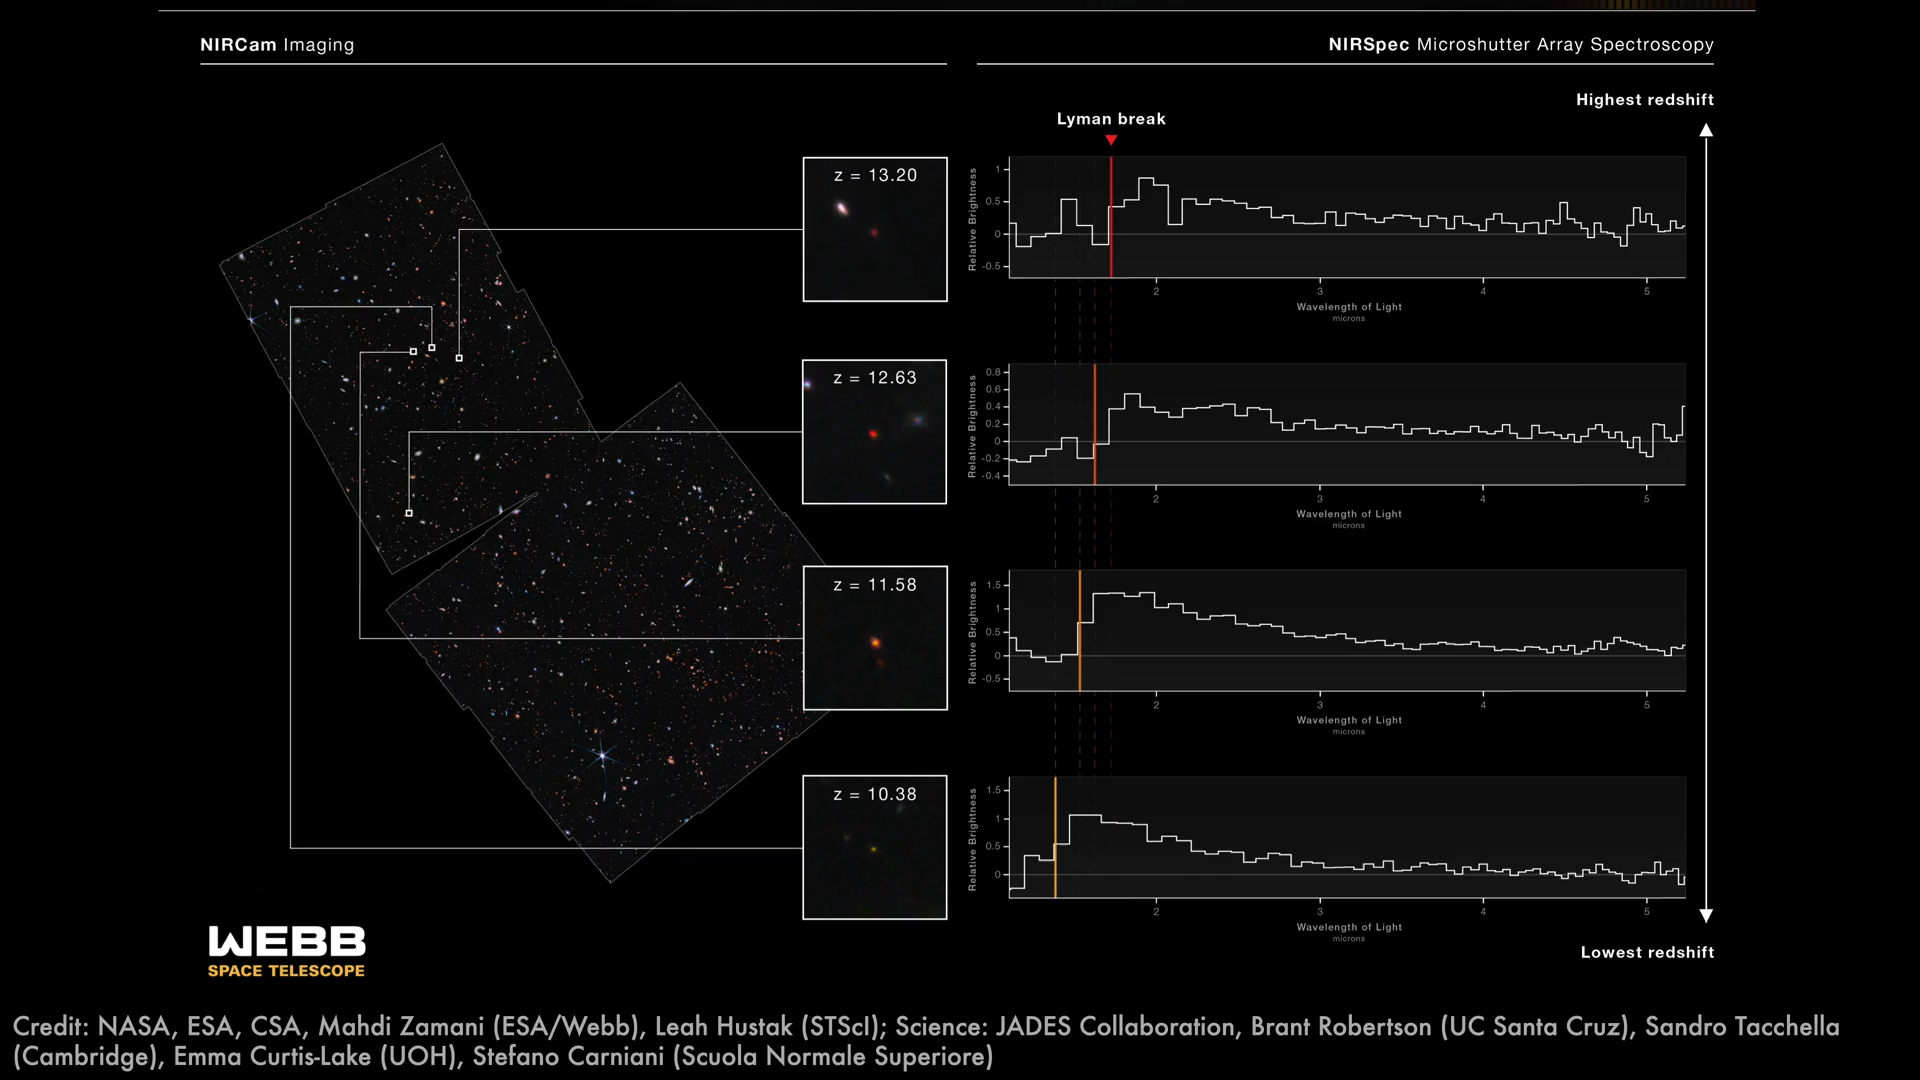 NIRCam Imaging
NIRSpec Microshutter Array Spectroscopy
Highest redshift
Lyman break
z = 13.20
Relative Brightness
1
0.5
0
-0.5
2 3 4 5
Wavelength of Light
microns
z = 12.63
Relative Brightness
0.8
0.6
0.4
0.2
0
-0.2
-0.4
2 3 4 5
Wavelength of Light
microns
z = 11.58
Relative Brightness
1.5
1
0.5
0
-0.5
2 3 4 5
Wavelength of Light
microns
z = 10.38
Relative Brightness
1.5
1
0.5
0
2 3 4 5
Wavelength of Light
microns
Lowest redshift
WEBB
SPACE TELESCOPE
Credit: NASA, ESA, CSA, Mahdi Zamani (ESA/Webb), Leah Hustak (STScI); Science: JADES Collaboration, Brant Robertson (UC Santa Cruz), Sandro Tacchella
(Cambridge), Emma Curtis-Lake (UOH), Stefano Carniani (Scuola Normale Superiore)